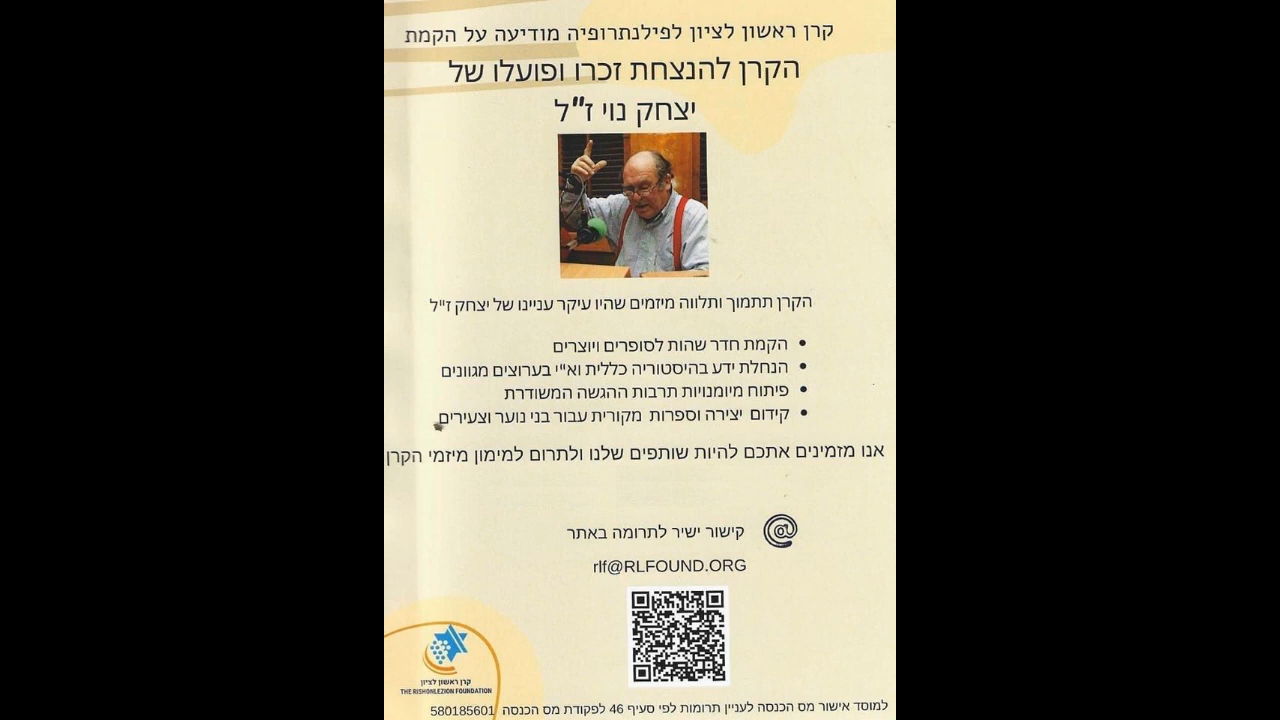 קרן ראשון לציון לפילנתרופיה מודיעה על הקמת
הקרן להנצחת זכרו ופועלו של
יצחק נוי ז"ל
הקרן תתמוך ותלווה מיזמים שהיו עיקר עניינו של יצחק ז"ל
• הקמת חדר שהות לסופרים ויוצרים
• הנחלת ידע בהיסטוריה כללית וא"י בערוצים מגוונים
• פיתוח מיומנויות תרבות ההגשה המשודרת
• קידום יצירה וספרות מקורית עבור בני נוער וצעירים
אנו מזמינים אתכם להיות שותפים שלנו ולתרום למימון מיזמי הקרן
@ קישור ישיר לתרומה באתר
rlf@RLFOUND.ORG
קרן ראשון לציון
THE RISHONLEZION FOUNDATION
למוסד אישור מס הכנסה לעניין תרומות לפי סעיף 46 לפקודת מס הכנסה 580185601